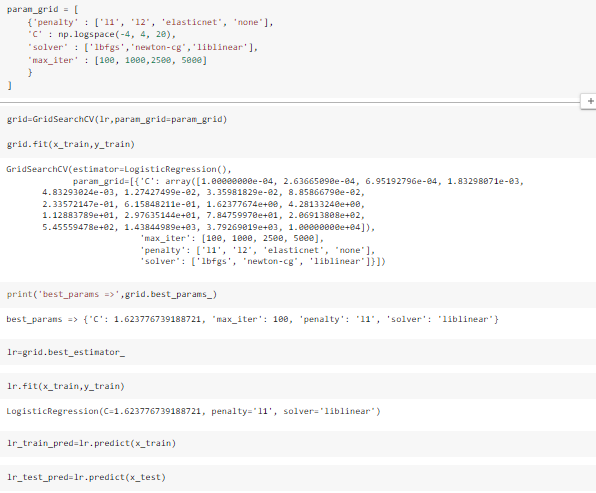 param_grid = [
{'penalty' : ['l1', 'l2', 'elasticnet', 'none'],
'C' : np.logspace(-4, 4, 20),
'solver' : ['lbfgs','newton-cg','liblinear'],
'max_iter' : [100, 1000,2500, 5000]
}
]
+
grid=GridSearchCV(lr,param_grid=param_grid)
grid.fit(x_train,y_train)
GridSearchCV(estimator=LogisticRegression(),
param_grid=[{'C': array([1.00000000e-04, 2.63665090e-04, 6.95192796e-04, 1.83298071e-03,
4.83293024e-03, 1.27427499e-02, 3.35981829e-02, 8.85866790e-02,
2.33572147e-01, 6.15848211e-01, 1.62377674e+00, 4.28133240e+00,
1.12883789e+01, 2.97635144e+01, 7.84759970e+01, 2.06913808e+02,
5.45559478e+02, 1.43844989e+03, 3.79269019e+03, 1.00000000e+04]),
'max_iter': [100, 1000, 2500, 5000],
'penalty': ['l1', 'l2', 'elasticnet', 'none'],
'solver': ['lbfgs', 'newton-cg', 'liblinear']}])
print('best_params =>',grid.best_params_)
best_params => {'C': 1.623776739188721, 'max_iter': 100, 'penalty': 'l1', 'solver': 'liblinear'}
lr=grid.best_estimator_
lr.fit(x_train,y_train)
LogisticRegression(C=1.623776739188721, penalty='l1', solver='liblinear')
lr_train_pred=lr.predict(x_train)
lr_test_pred=lr.predict(x_test)